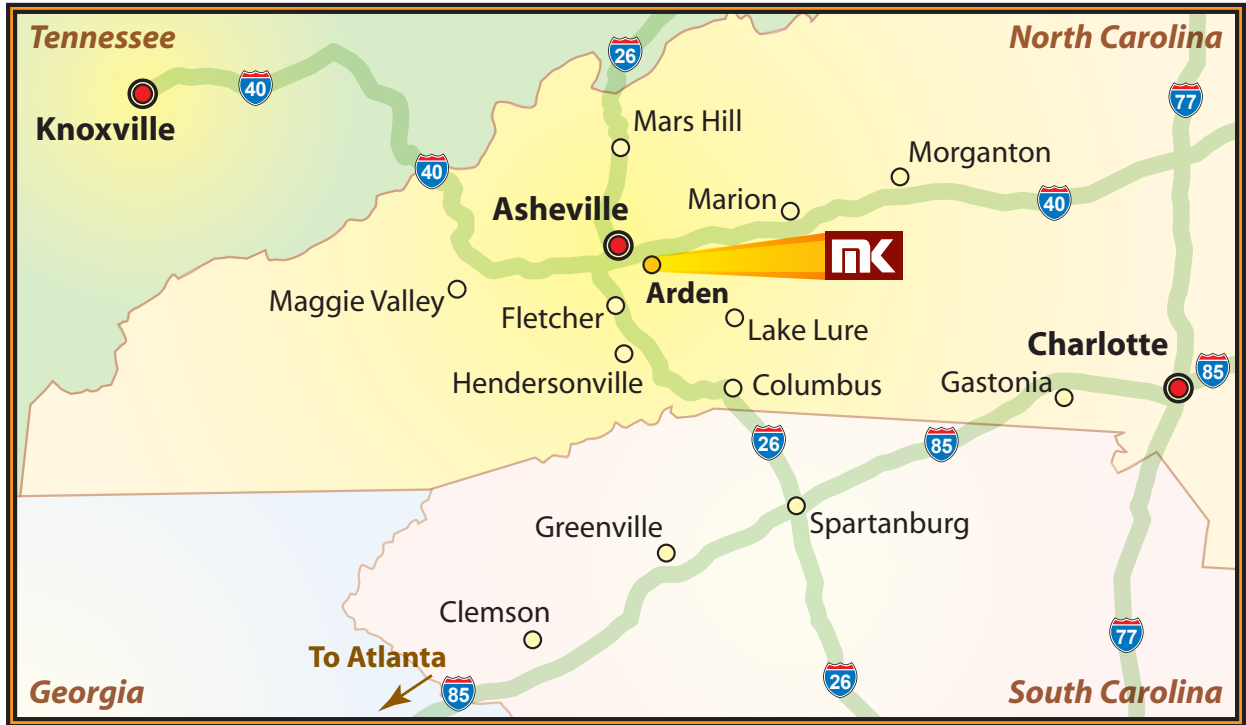 Tennessee
North Carolina
26
40
77
Knoxville
Mars Hill
Morganton
40
Marion
40
Asheville
MK
Maggie Valley
Arden
Fletcher
Lake Lure
Charlotte
85
Hendersonville
Columbus
Gastonia
26
85
Greenville
Spartanburg
Clemson
77
To Atlanta
26
85
Georgia
South Carolina